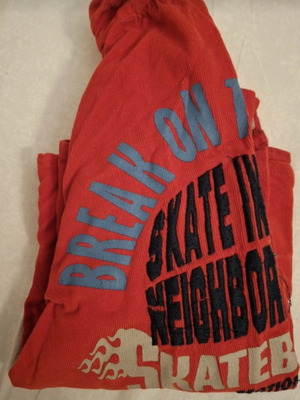 BREAK ON
SKATE IN
NEIGHBOR
SKATEB